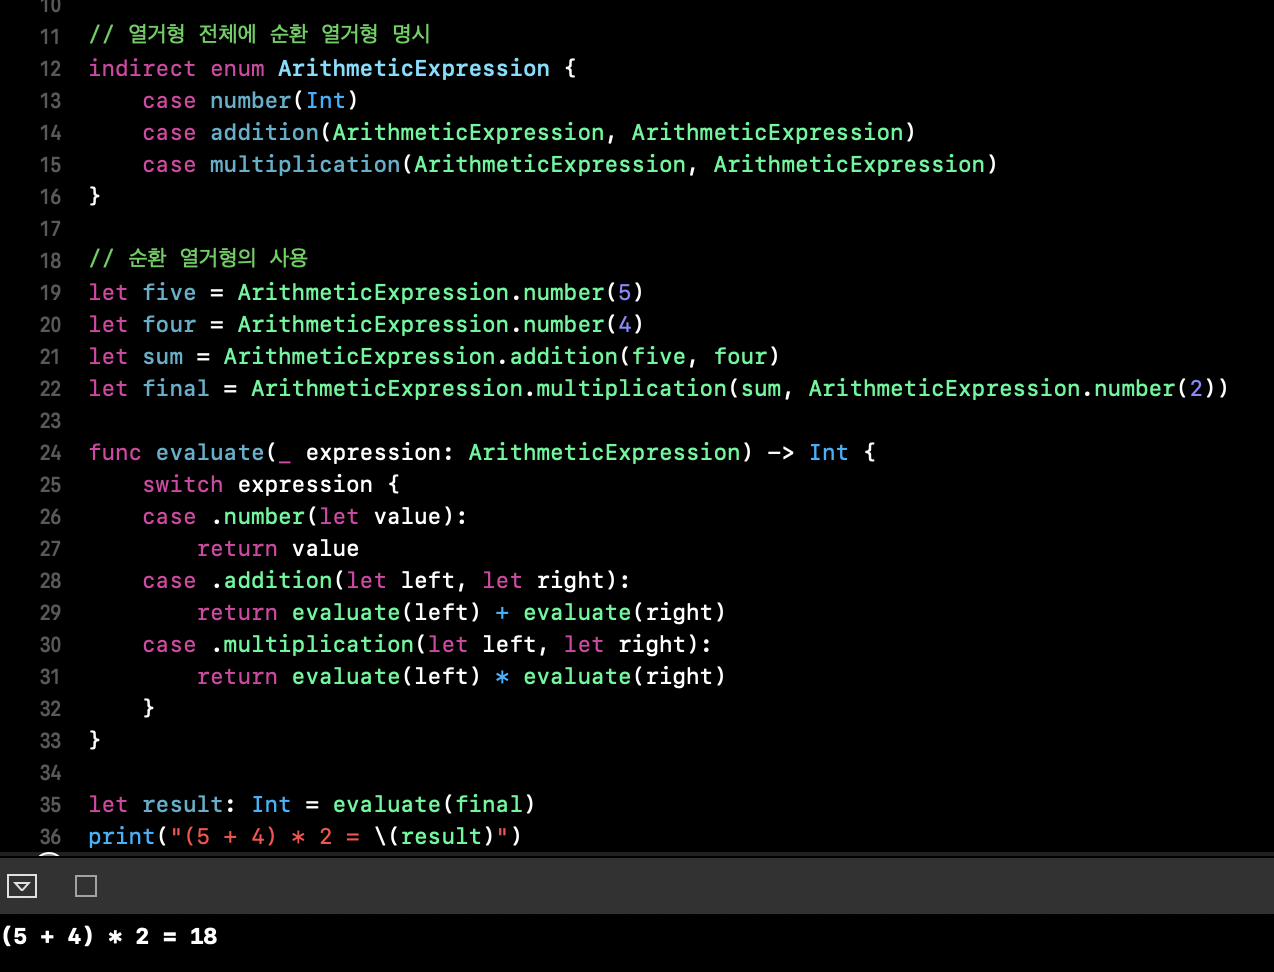 10
11 // 열거형 전체에 순환 열거형 명시
12 indirect enum ArithmeticExpression {
13     case number(Int)
14     case addition(ArithmeticExpression, ArithmeticExpression)
15     case multiplication(ArithmeticExpression, ArithmeticExpression)
16 }
17
18 // 순환 열거형의 사용
19 let five = ArithmeticExpression.number(5)
20 let four = ArithmeticExpression.number(4)
21 let sum = ArithmeticExpression.addition(five, four)
22 let final = ArithmeticExpression.multiplication(sum, ArithmeticExpression.number(2))
23
24 func evaluate(_ expression: ArithmeticExpression) -> Int {
25     switch expression {
26     case .number(let value):
27         return value
28     case .addition(let left, let right):
29         return evaluate(left) + evaluate(right)
30     case .multiplication(let left, let right):
31         return evaluate(left) * evaluate(right)
32     }
33 }
34
35 let result: Int = evaluate(final)
36 print("(5 + 4) * 2 = \(result)")
(5 + 4) * 2 = 18